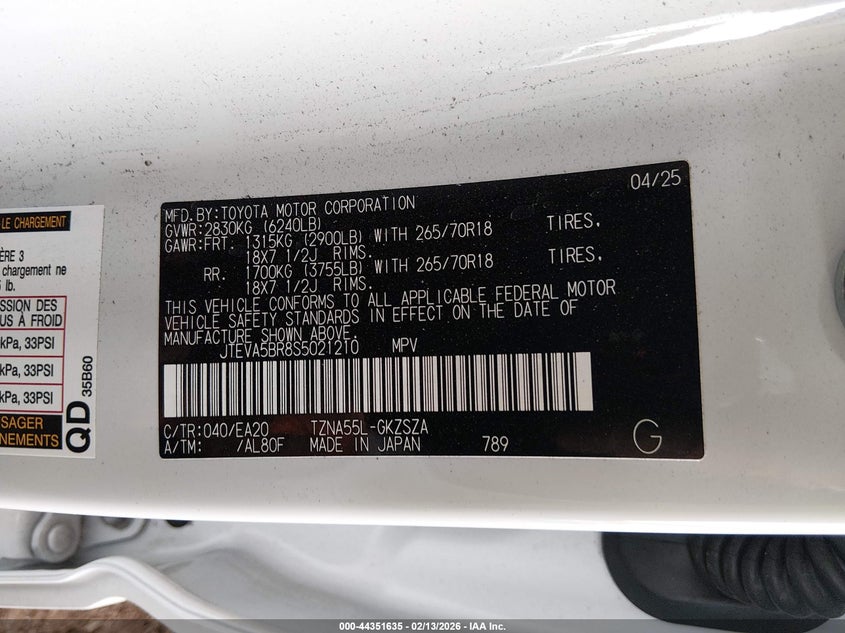 LE CHARGEMENT
ÈRE 3
chargement ne
lb.
SSION DES
US À FROID
kPa, 33PSI
kPa, 33PSI
kPa, 33PSI
SAGER
NNEMENTS
QD
35B60
04/25
MFD.BY:TOYOTA MOTOR CORPORATION
GVWR:2830KG (6240LB)
GAWR:FRT. 1315KG (2900LB) WITH 265/70R18 TIRES,
18X7 1/2J RIMS.
RR. 1700KG (3755LB) WITH 265/70R18 TIRES,
18X7 1/2J RIMS.
THIS VEHICLE CONFORMS TO ALL APPLICABLE FEDERAL MOTOR
VEHICLE SAFETY STANDARDS IN EFFECT ON THE DATE OF
MANUFACTURE SHOWN ABOVE.
JTEVA5BR8S5021210 MPV
C/TR:040/EA20 TZNA55L-GKZSZA
A/TM: /AL80F MADE IN JAPAN 789
G
000-44351635 - 02/13/2026 - IAA Inc.